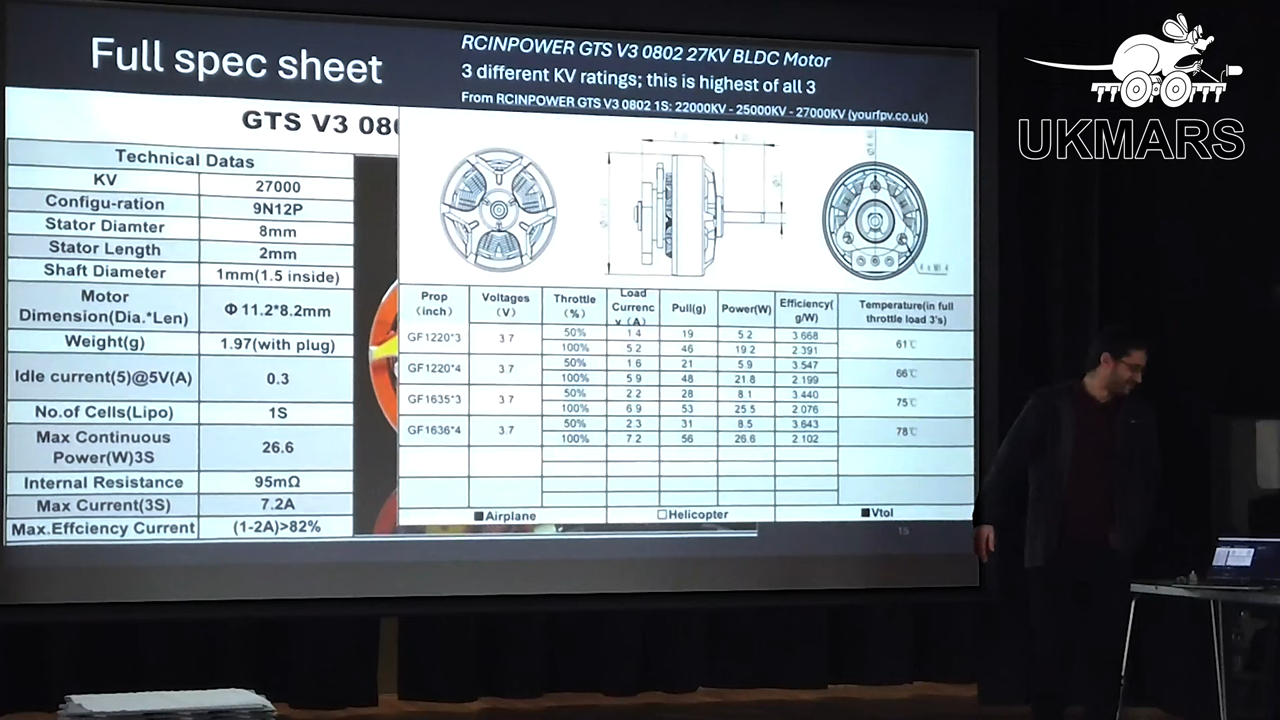 Full spec sheet
RCINPOWER GTS V3 0802 27KV BLDC Motor
3 different KV ratings; this is highest of all 3
From RCINPOWER GTS V3 0802 1S: 22000KV - 25000KV - 27000KV (yourfpv.co.uk)
UKMARS
GTS V3 080
Technical Datas
KV 27000
Configu-ration 9N12P
Stator Diamter 8mm
Stator Length 2mm
Shaft Diameter 1mm(1.5 inside)
Motor
Dimension(Dia.*Len) Φ11.2*8.2mm
Weight(g) 1.97(with plug)
Idle current(5)@5V(A) 0.3
No.of Cells(Lipo) 1S
Max Continuous
Power(W)3S 26.6
Internal Resistance 95mΩ
Max Current(3S) 7.2A
Max.Effciency Current (1-2A)>82%
Prop
(inch)
Voltages
(V)
Throttle
(%)
Load
Currenc
y (A)
Pull(g)
Power(W)
Efficiency(
g/W)
Temperature(in full
throttle load 3's)
GF1220*3 3.7 50% 1.4 19 5.2 3.668 61℃
100% 5.2 46 19.2 2.391
GF1220*4 3.7 50% 1.6 21 5.9 3.547 66℃
100% 5.9 48 21.8 2.199
GF1635*3 3.7 50% 2.2 28 8.1 3.440 75℃
100% 6.9 53 25.5 2.076
GF1636*4 3.7 50% 2.3 31 8.5 3.643 78℃
100% 7.2 56 26.6 2.102
■Airplane □Helicopter ■Vtol
15